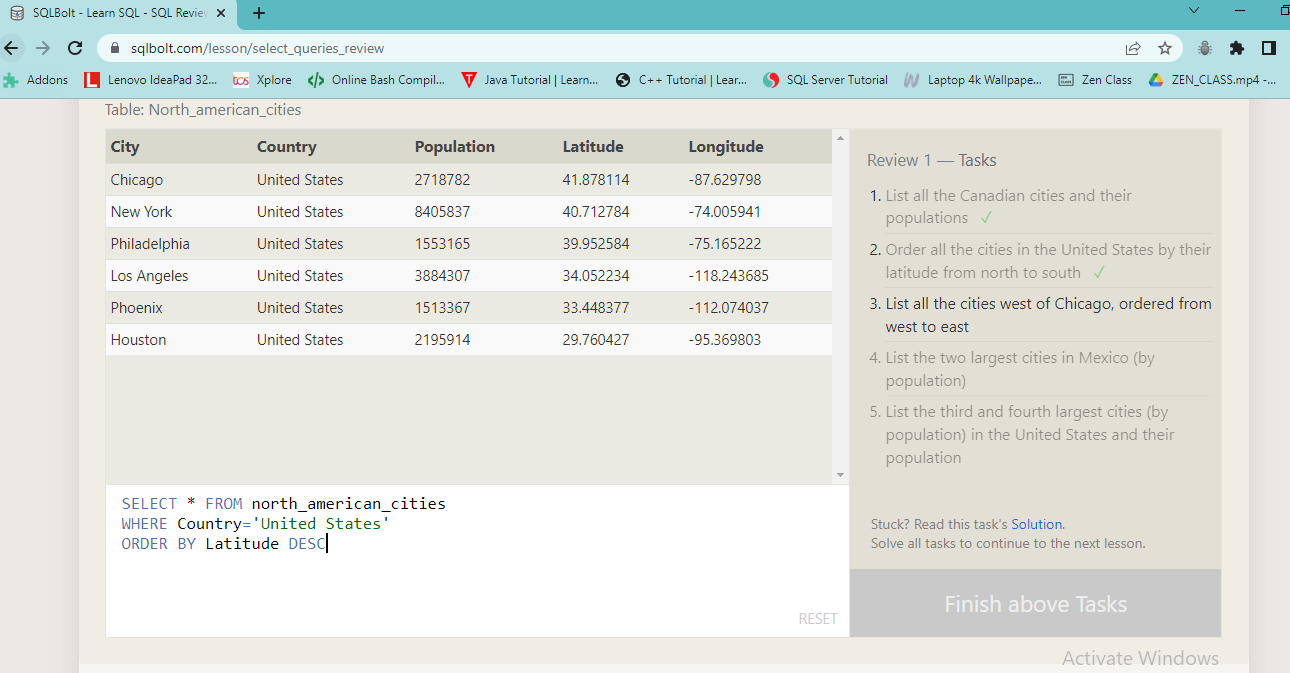 SQLBolt - Learn SQL - SQL Review
sqlbolt.com/lesson/select_queries_review
Addons Lenovo IdeaPad 32... tcs Xplore Online Bash Compil... Java Tutorial | Learn... C++ Tutorial | Lear... SQL Server Tutorial Laptop 4k Wallpape... Zen Class ZEN_CLASS.mp4 -...
Table: North_american_cities
City Country Population Latitude Longitude
Chicago United States 2718782 41.878114 -87.629798
New York United States 8405837 40.712784 -74.005941
Philadelphia United States 1553165 39.952584 -75.165222
Los Angeles United States 3884307 34.052234 -118.243685
Phoenix United States 1513367 33.448377 -112.074037
Houston United States 2195914 29.760427 -95.369803
SELECT * FROM north_american_cities
WHERE Country='United States'
ORDER BY Latitude DESC
RESET
Review 1 — Tasks
1. List all the Canadian cities and their
populations ✓
2. Order all the cities in the United States by their
latitude from north to south ✓
3. List all the cities west of Chicago, ordered from
west to east
4. List the two largest cities in Mexico (by
population)
5. List the third and fourth largest cities (by
population) in the United States and their
population
Stuck? Read this task's Solution.
Solve all tasks to continue to the next lesson.
Finish above Tasks
Activate Windows